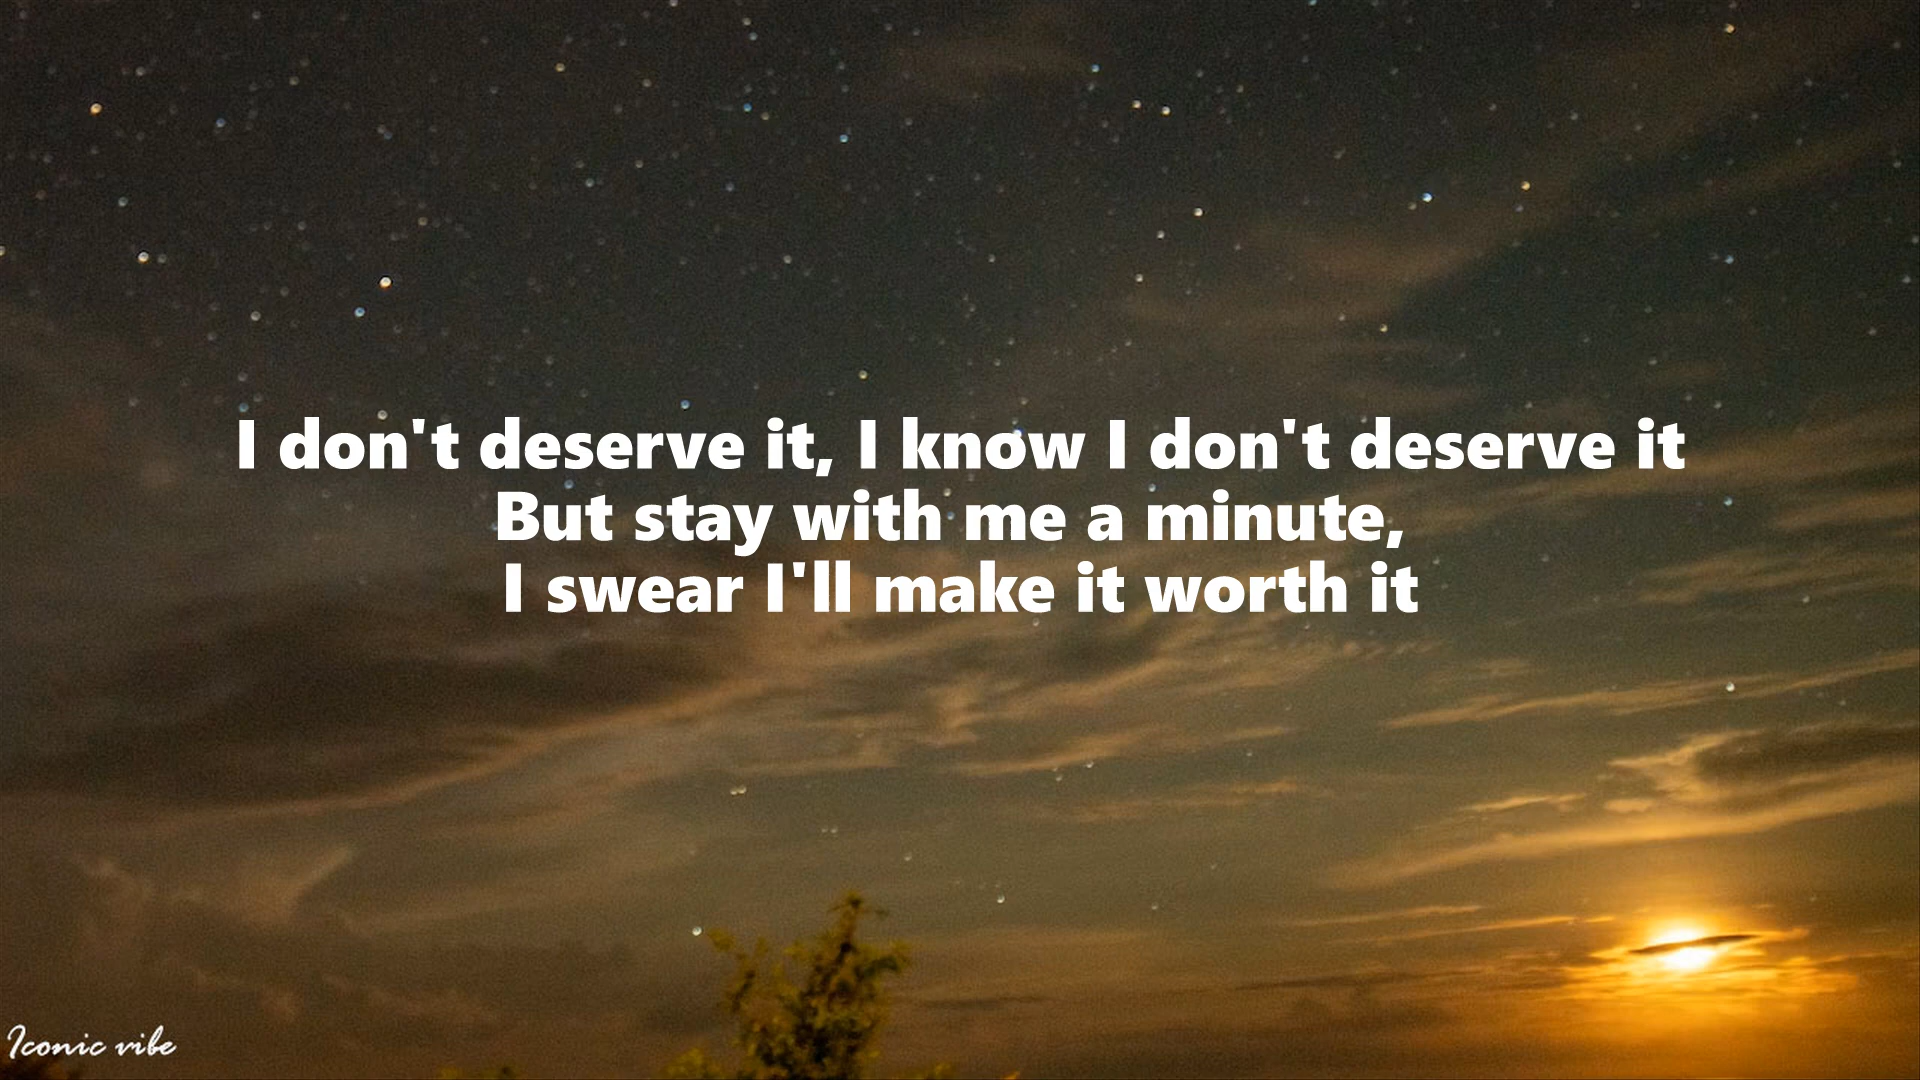 I don't deserve it, I know I don't deserve it
But stay with me a minute,
I swear I'll make it worth it
Iconic vibe